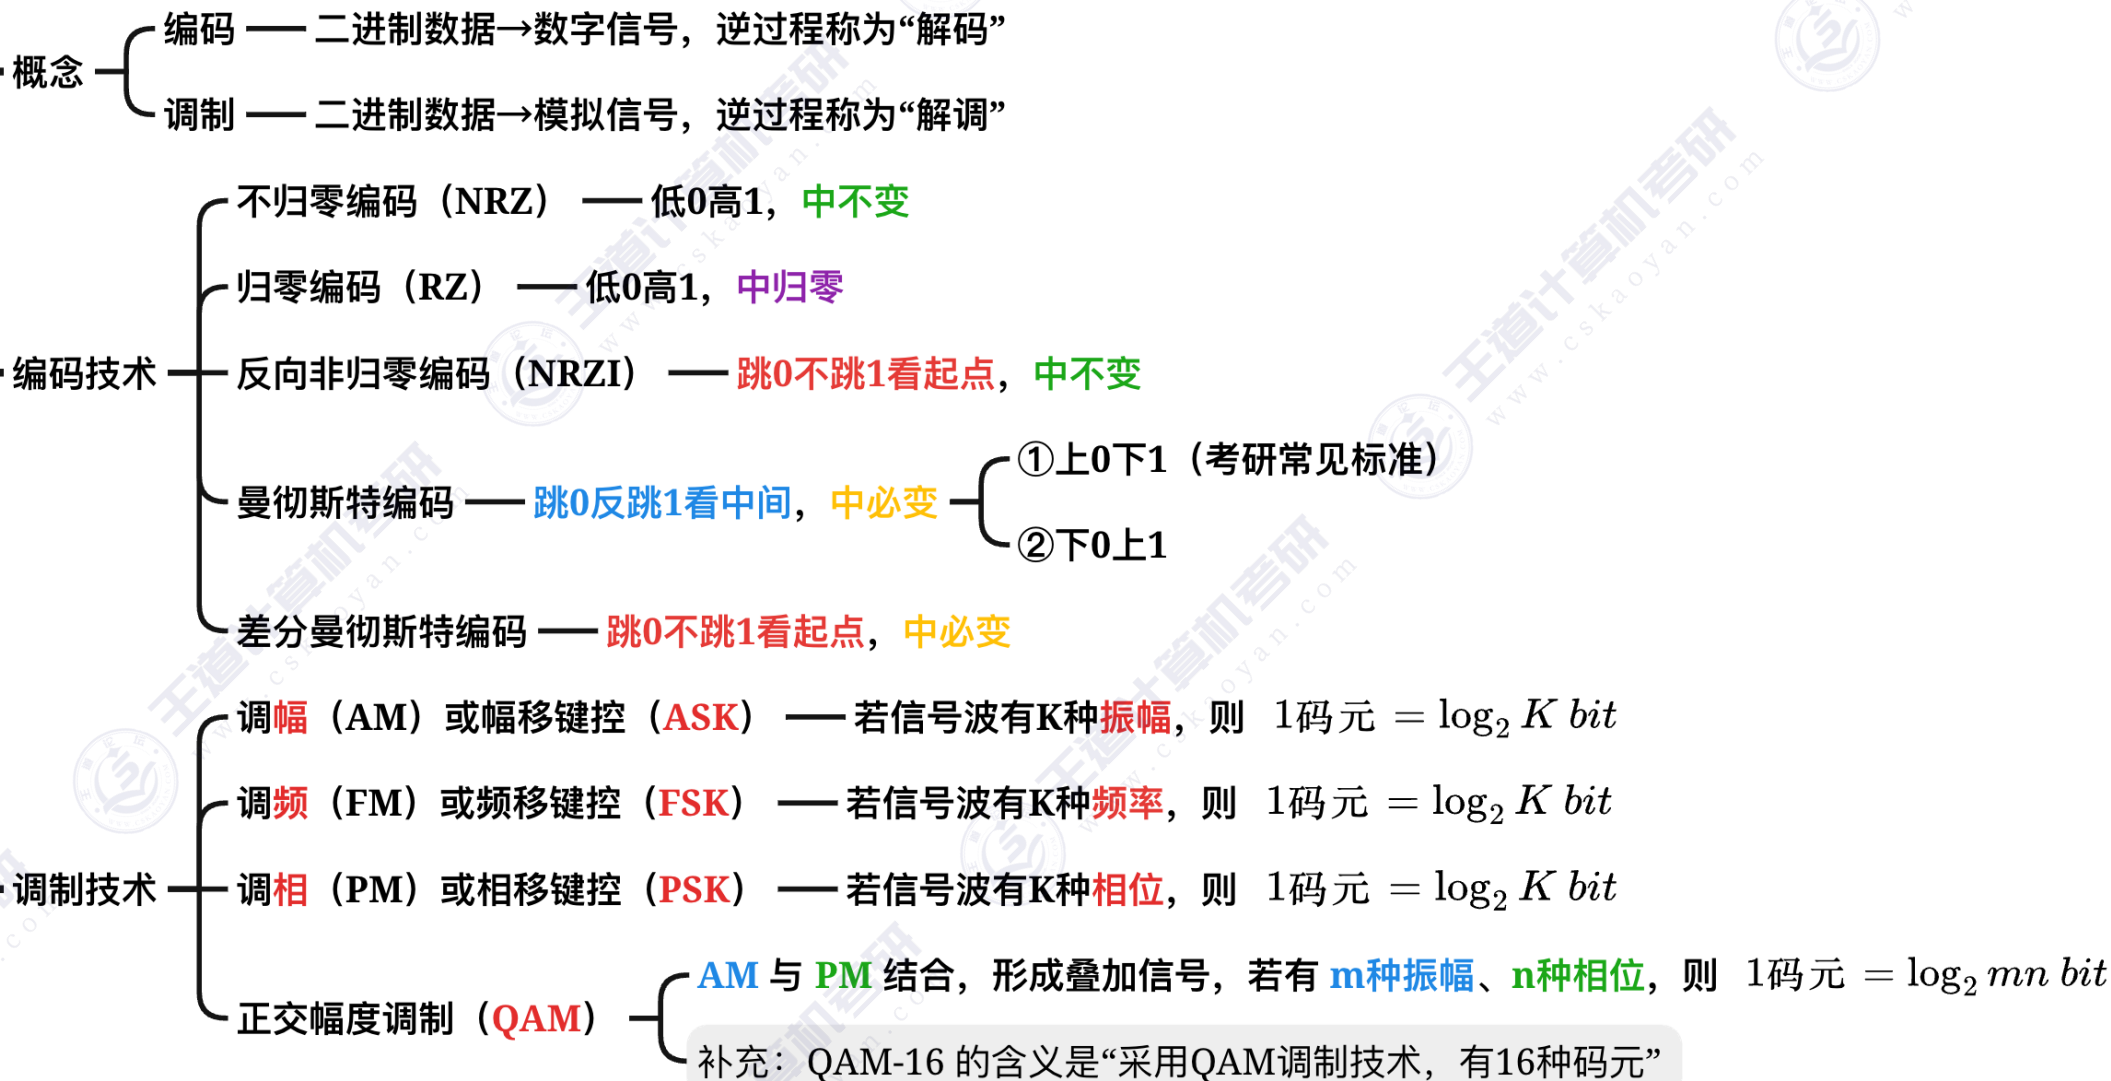 概念
编码 二进制数据→数字信号，逆过程称为“解码”
调制 二进制数据→模拟信号，逆过程称为“解调”
编码技术
不归零编码（NRZ） 低0高1，中不变
归零编码（RZ） 低0高1，中归零
反向非归零编码（NRZI） 跳0不跳1看起点，中不变
曼彻斯特编码 跳0反跳1看中间，中必变
①上0下1（考研常见标准）
②下0上1
差分曼彻斯特编码 跳0不跳1看起点，中必变
调制技术
调幅（AM）或幅移键控（ASK） 若信号波有K种振幅，则 1码元 = log₂ K bit
调频（FM）或频移键控（FSK） 若信号波有K种频率，则 1码元 = log₂ K bit
调相（PM）或相移键控（PSK） 若信号波有K种相位，则 1码元 = log₂ K bit
正交幅度调制（QAM）
AM 与 PM 结合，形成叠加信号，若有 m种振幅、n种相位，则 1码元 = log₂ mn bit
补充：QAM-16 的含义是“采用QAM调制技术，有16种码元”
王道计算机考研
www.cskaoyan.com